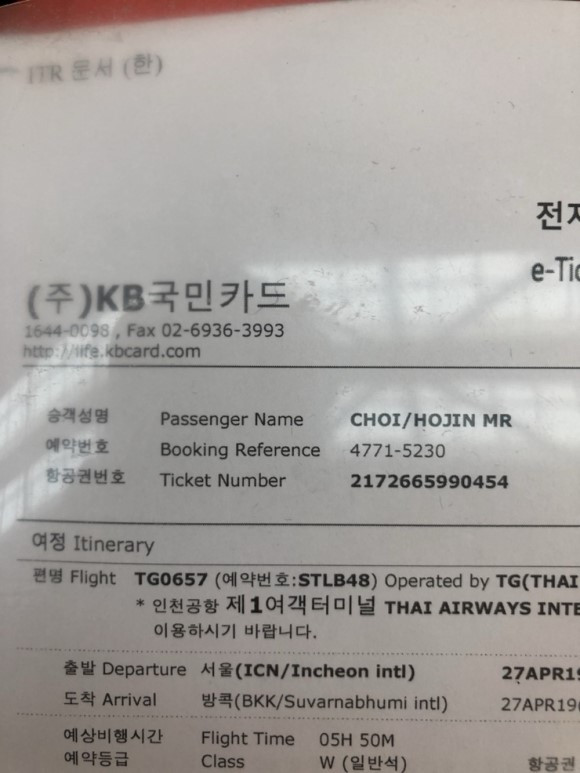 ITR 문서 (한)
전자
e-Tic
(주)KB국민카드
1644-0098 , Fax 02-6936-3993
http://life.kbcard.com
승객성명 Passenger Name CHOI/HOJIN MR
예약번호 Booking Reference 4771-5230
항공권번호 Ticket Number 2172665990454
여정 Itinerary
편명 Flight TG0657 (예약번호:STLB48) Operated by TG(THAI
* 인천공항 제1여객터미널 THAI AIRWAYS INTE
이용하시기 바랍니다.
출발 Departure 서울(ICN/Incheon intl) 27APR19
도착 Arrival 방콕(BKK/Suvarnabhumi intl) 27APR19
예상비행시간 Flight Time 05H 50M
예약등급 Class W (일반석) 항공권